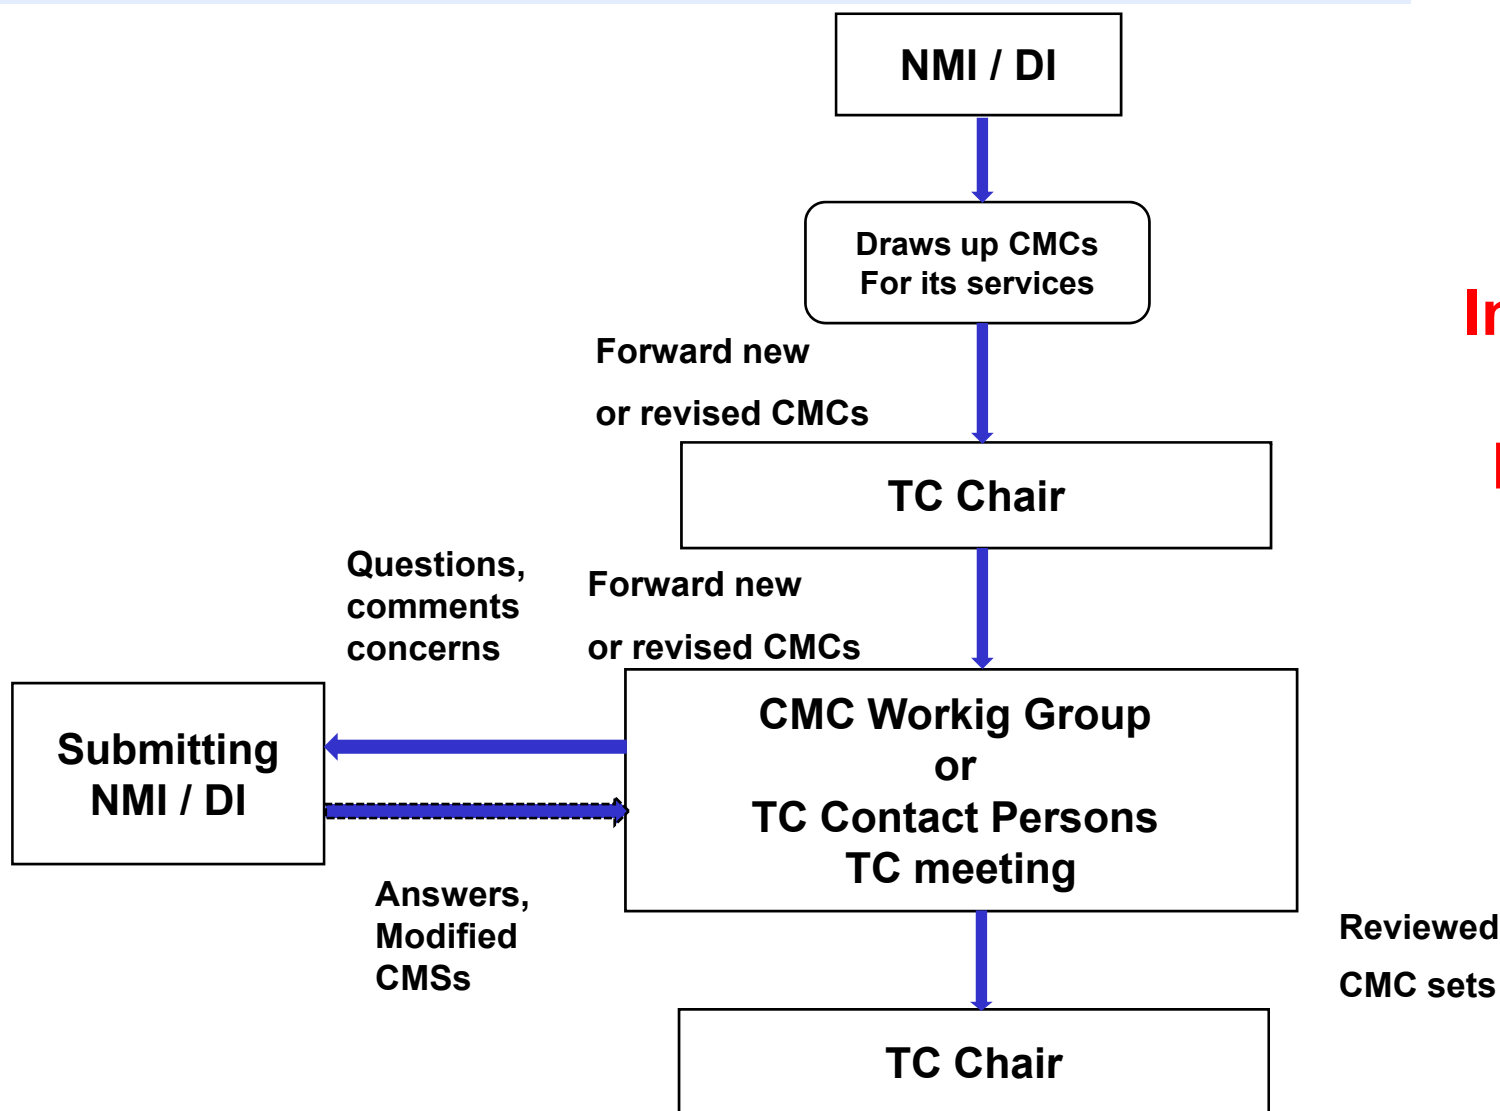 NMI / DI
Draws up CMCs
For its services
Forward new
or revised CMCs
TC Chair
Questions,
comments
concerns
Forward new
or revised CMCs
Submitting
NMI / DI
CMC Workig Group
or
TC Contact Persons
TC meeting
Answers,
Modified
CMSs
Reviewed
CMC sets
TC Chair